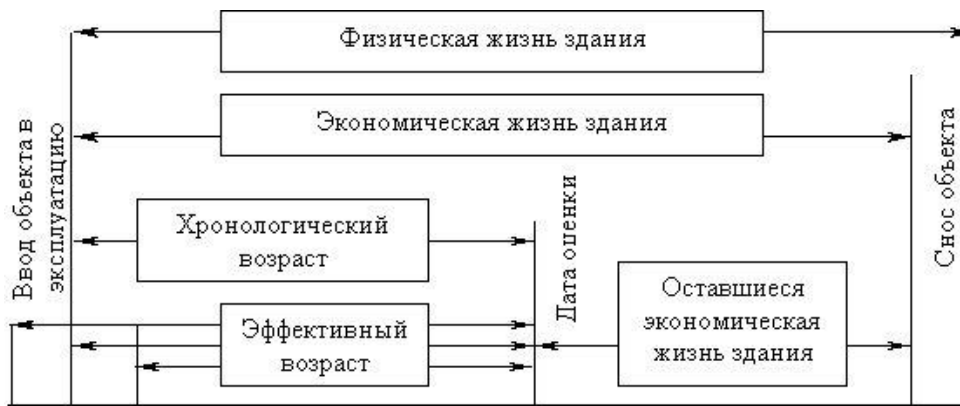 Физическая жизнь здания
Экономическая жизнь здания
Ввод объекта в
эксплуатацию
Хронологический
возраст
Эффективный
возраст
Дата оценки
Оставшиеся
экономическая
жизнь здания
Снос объекта